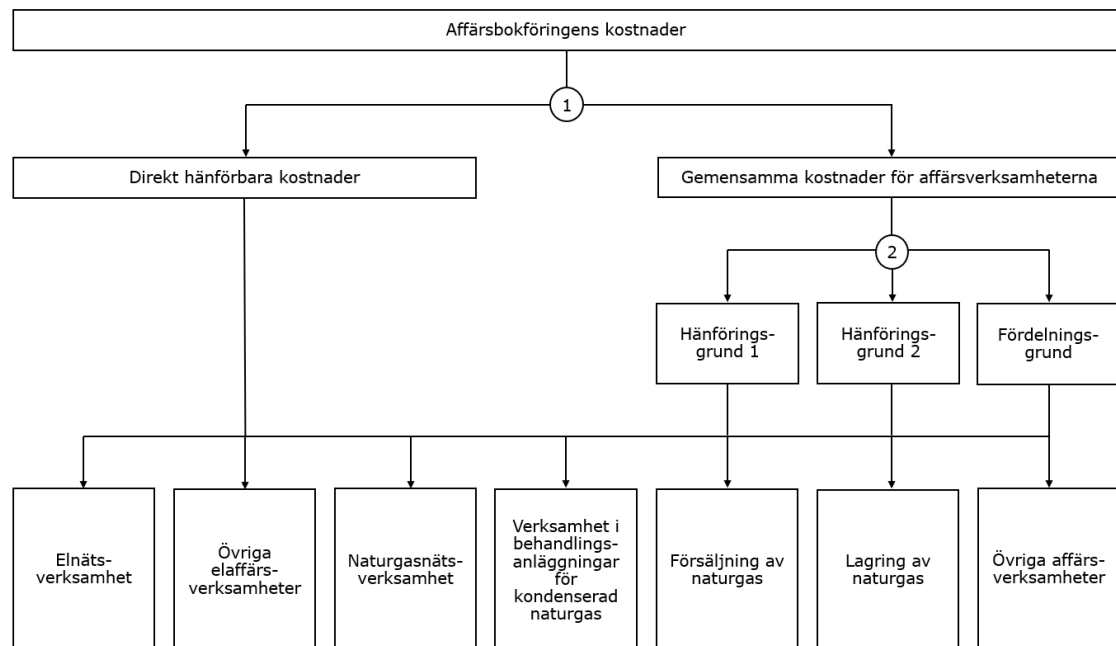 Affärsbokföringens kostnader
1
Direkt hänförbara kostnader
Gemensamma kostnader för affärsverksamheterna
2
Hänförings-
grund 1
Hänförings-
grund 2
Fördelnings-
grund
Elnäts-
verksamhet
Övriga
elaffärs-
verksamheter
Naturgasnäts-
verksamhet
Verksamhet i
behandlings-
anläggningar
för
kondenserad
naturgas
Försäljning av
naturgas
Lagring av
naturgas
Övriga affärs-
verksamheter